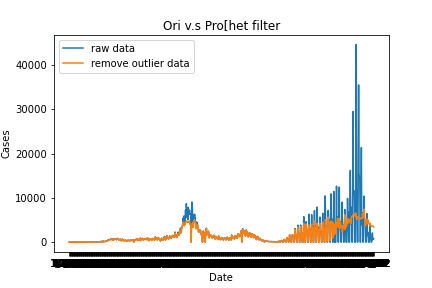 Ori v.s Pro[het filter
raw data
remove outlier data
40000
30000
20000
10000
0
Cases
Date